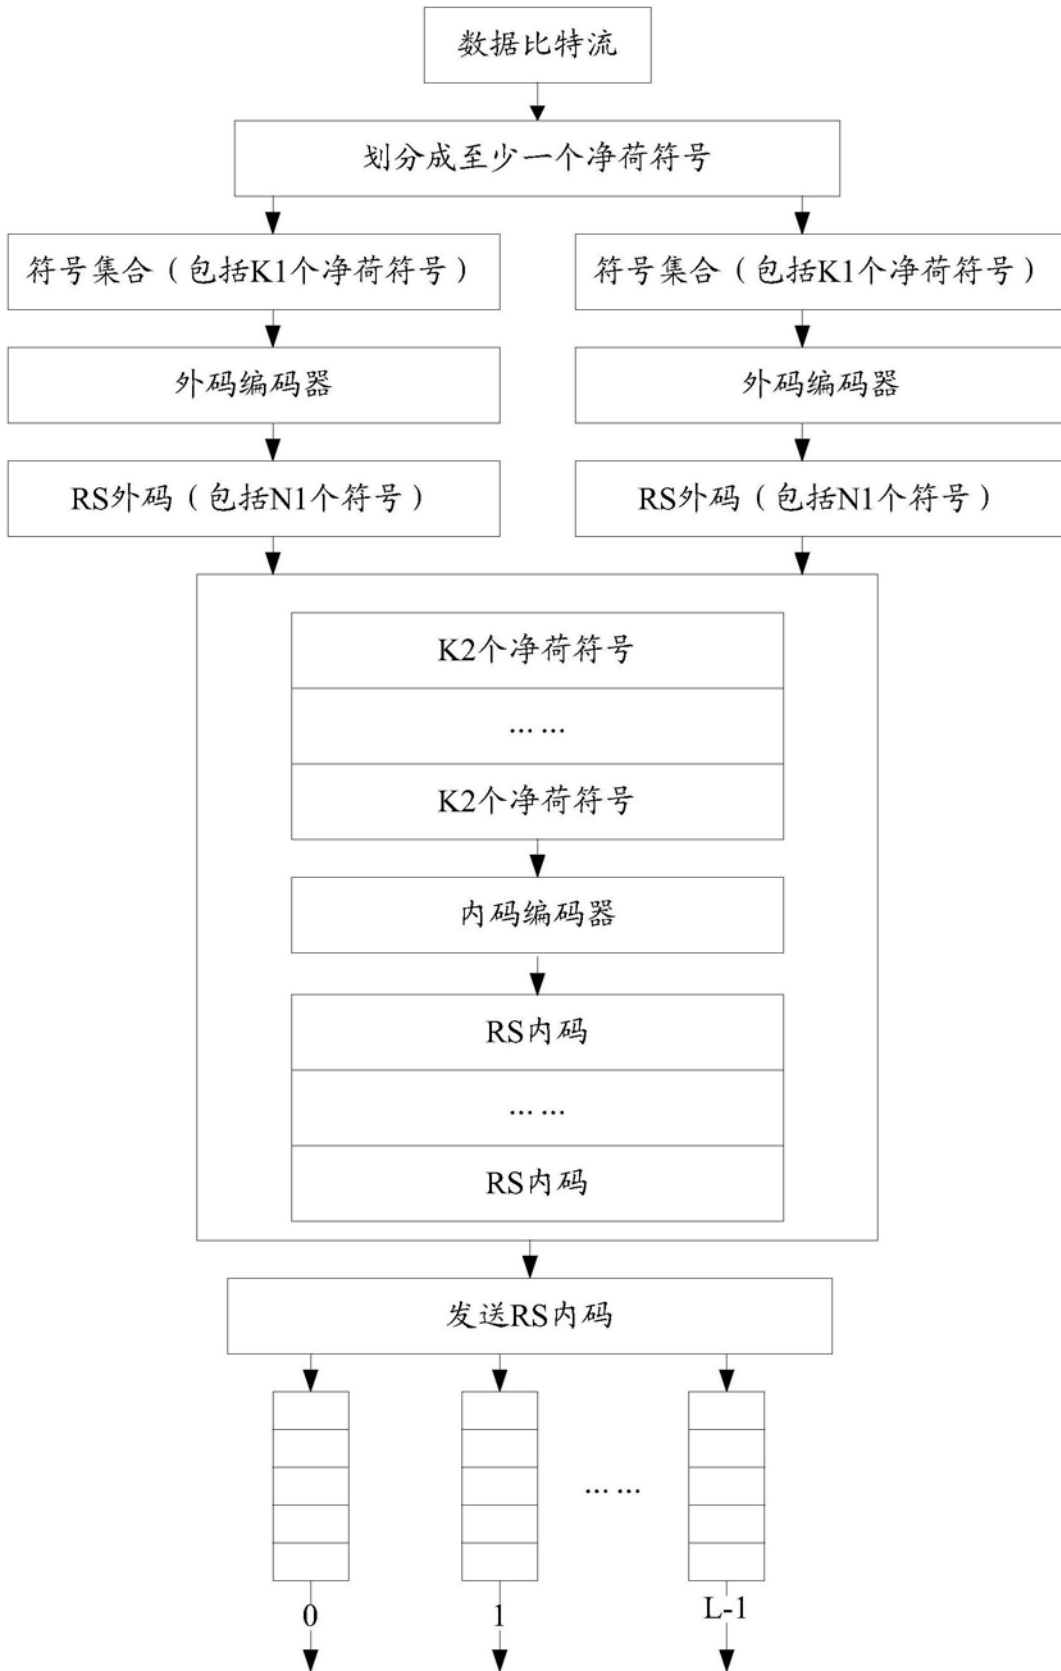 数据比特流
划分成至少一个净荷符号
符号集合（包括K1个净荷符号）
符号集合（包括K1个净荷符号）
外码编码器
外码编码器
RS外码（包括N1个符号）
RS外码（包括N1个符号）
K2个净荷符号
... ...
K2个净荷符号
内码编码器
RS内码
... ...
RS内码
发送RS内码
... ...
0
1
L-1